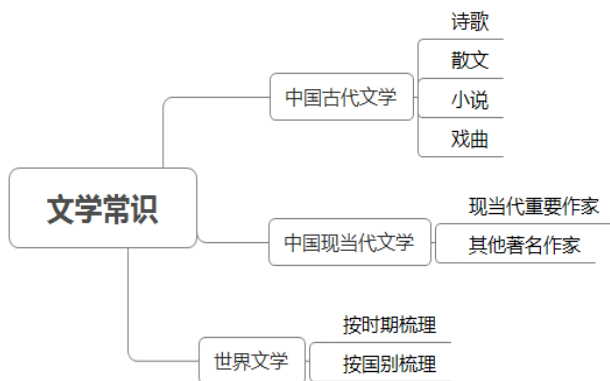 文学常识
中国古代文学
诗歌
散文
小说
戏曲
中国现当代文学
现当代重要作家
其他著名作家
世界文学
按时期梳理
按国别梳理